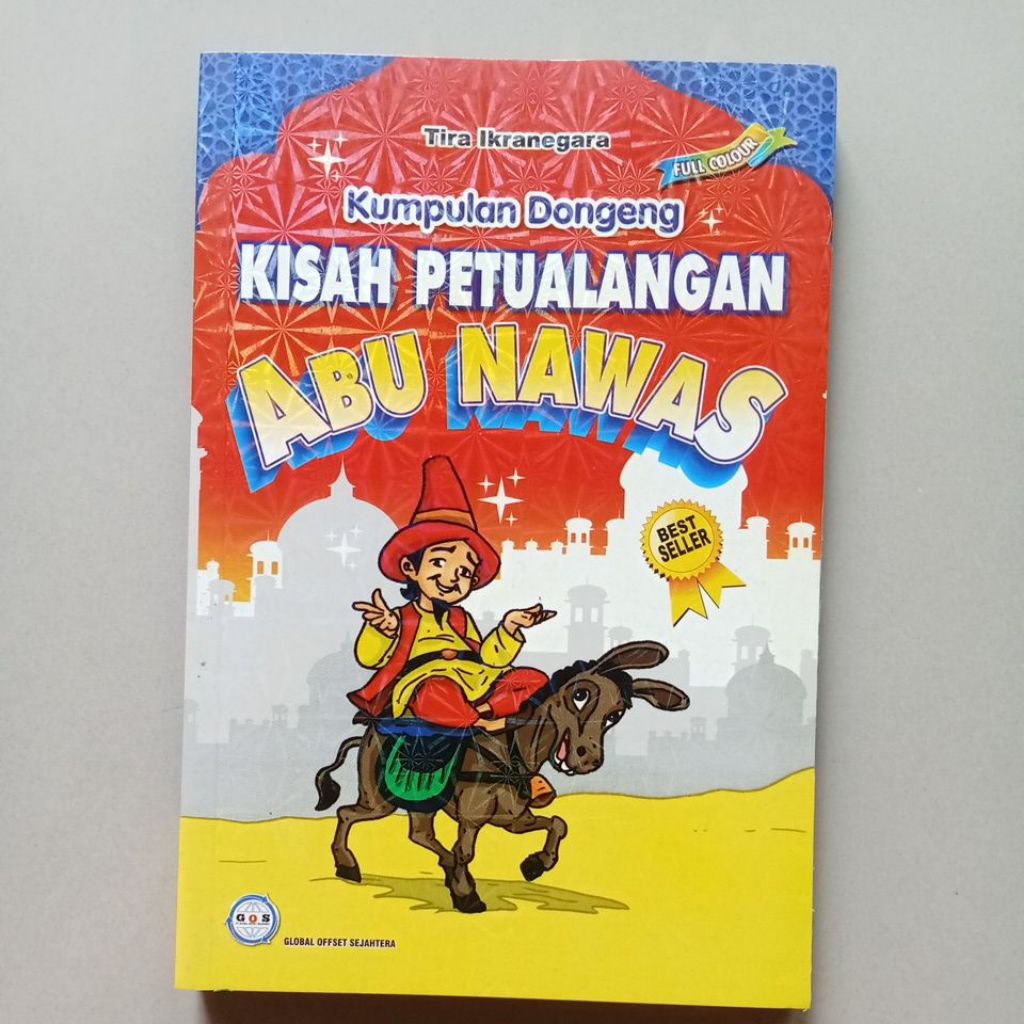 Tira Ikranegara
FULL COLOUR
Kumpulan Dongeng
KISAH PETUALANGAN
ABU NAWAS
BEST
SELLER
GOS
GLOBAL OFFSET SEJAHTERA